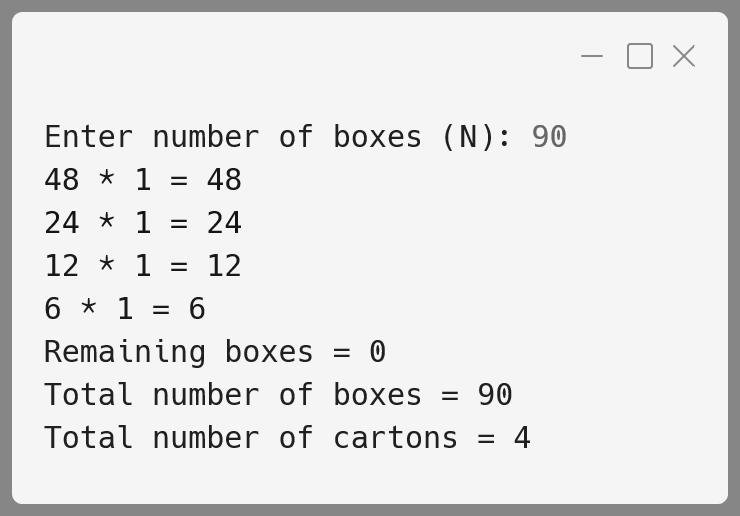 Enter number of boxes (N): 90
48 * 1 = 48
24 * 1 = 24
12 * 1 = 12
6 * 1 = 6
Remaining boxes = 0
Total number of boxes = 90
Total number of cartons = 4